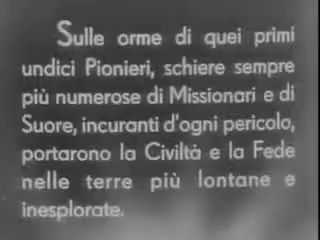 Sulle orme di quei primi
undici Pionieri, schiere sempre
più numerose di Missionari e di
Suore, incuranti d'ogni pericolo,
portarono la Civiltà e la Fede
nelle terre più lontane e
inesplorate.